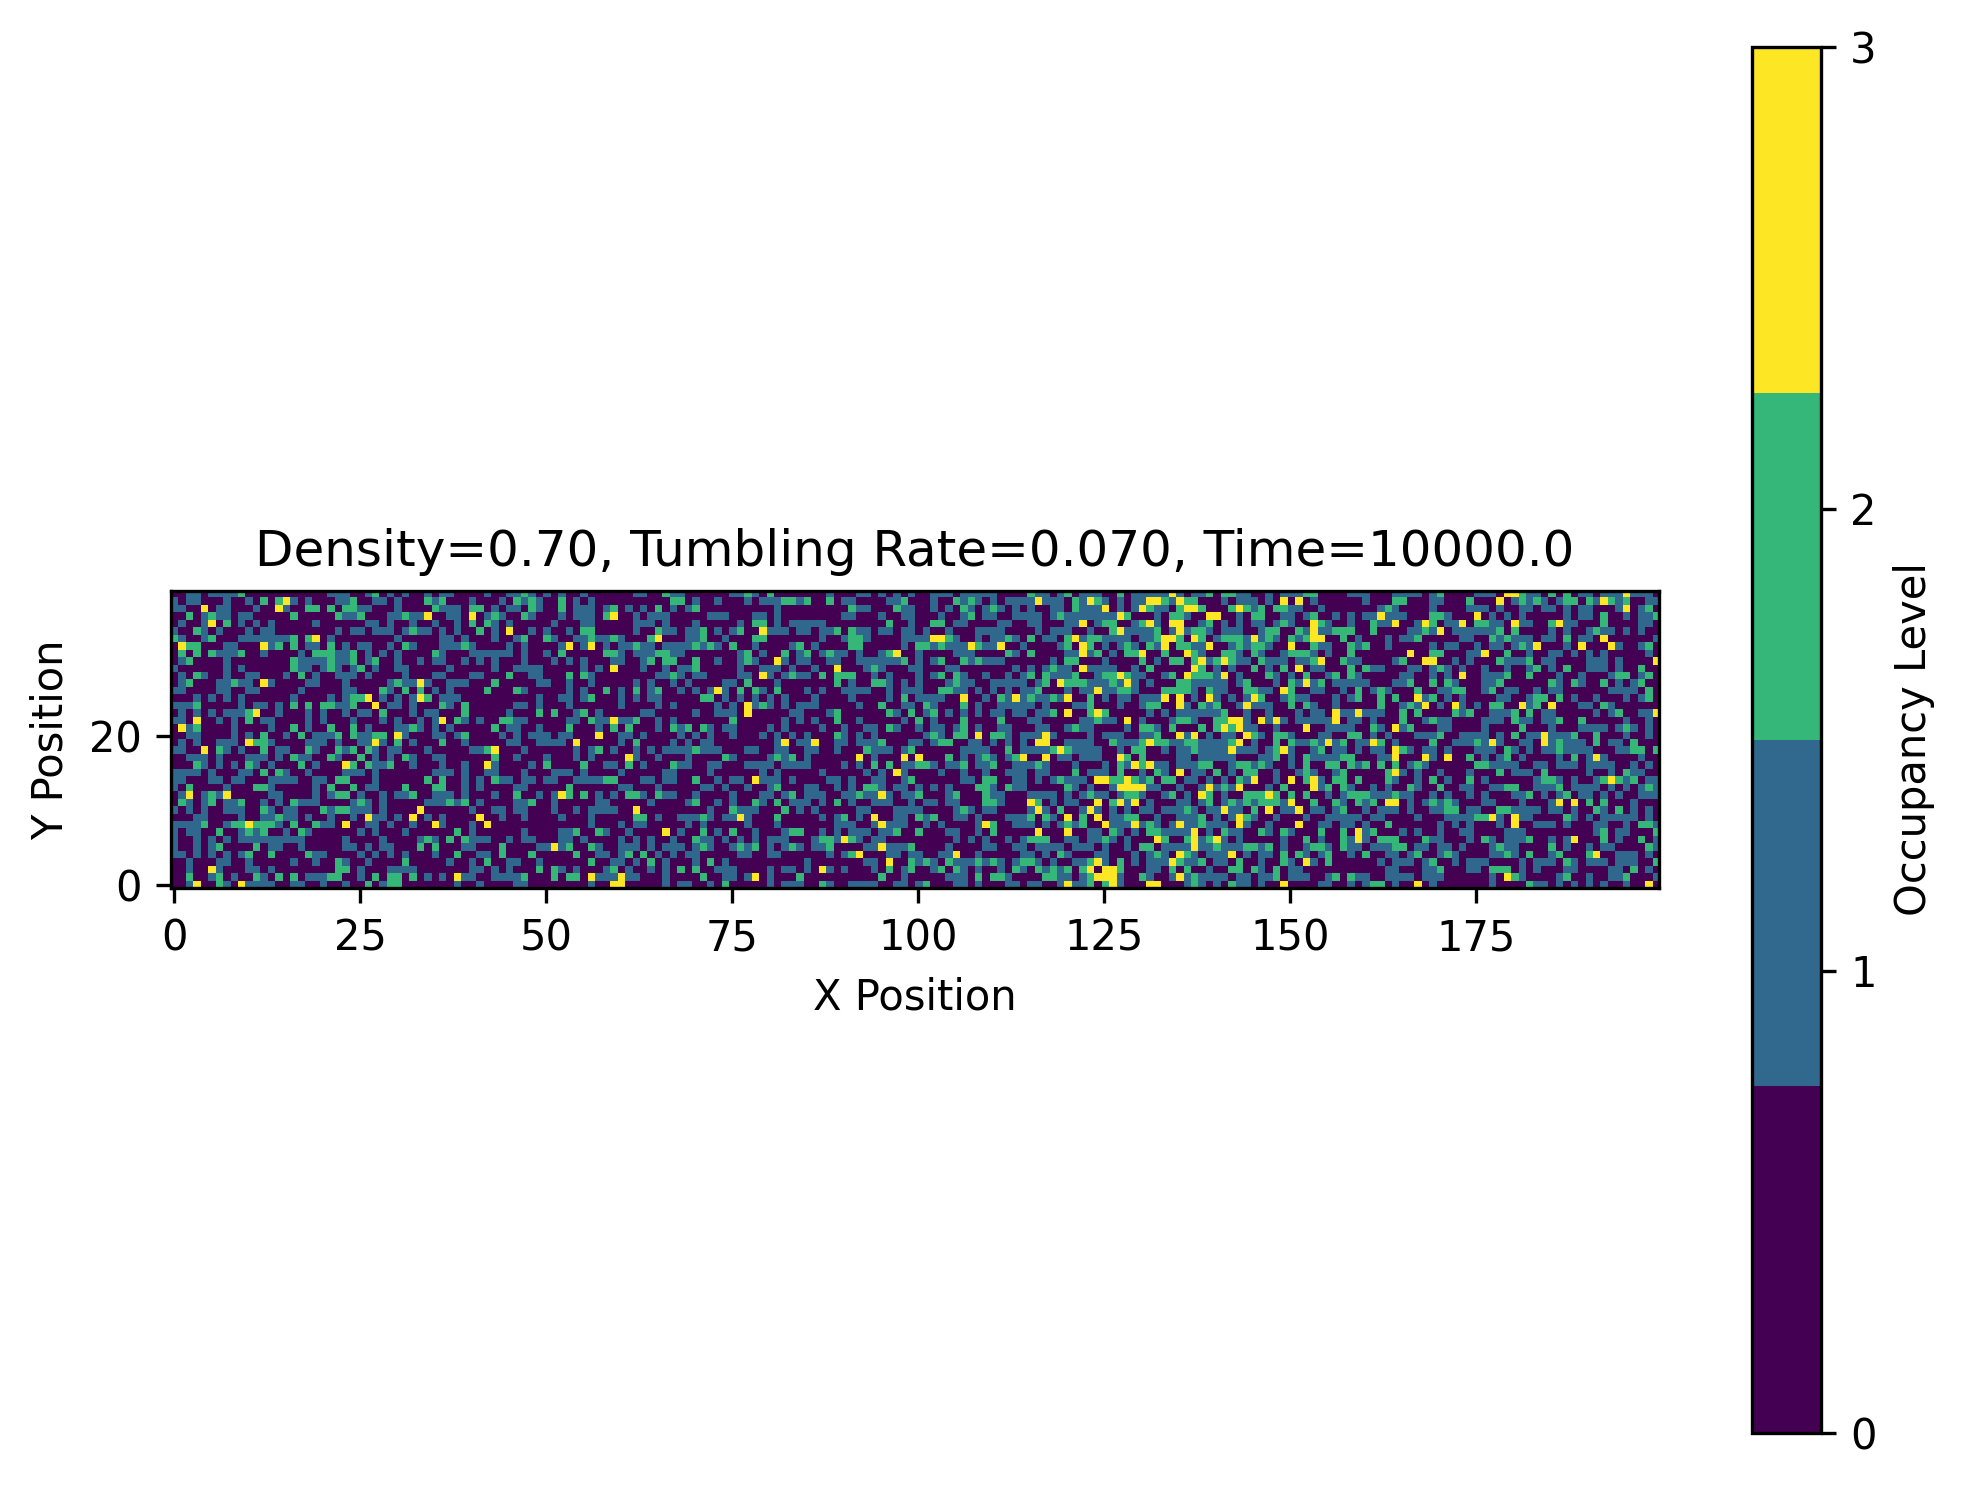 Density=0.70, Tumbling Rate=0.070, Time=10000.0
Y Position
20
0
0 25 50 75 100 125 150 175
X Position
3
2
1
0
Occupancy Level